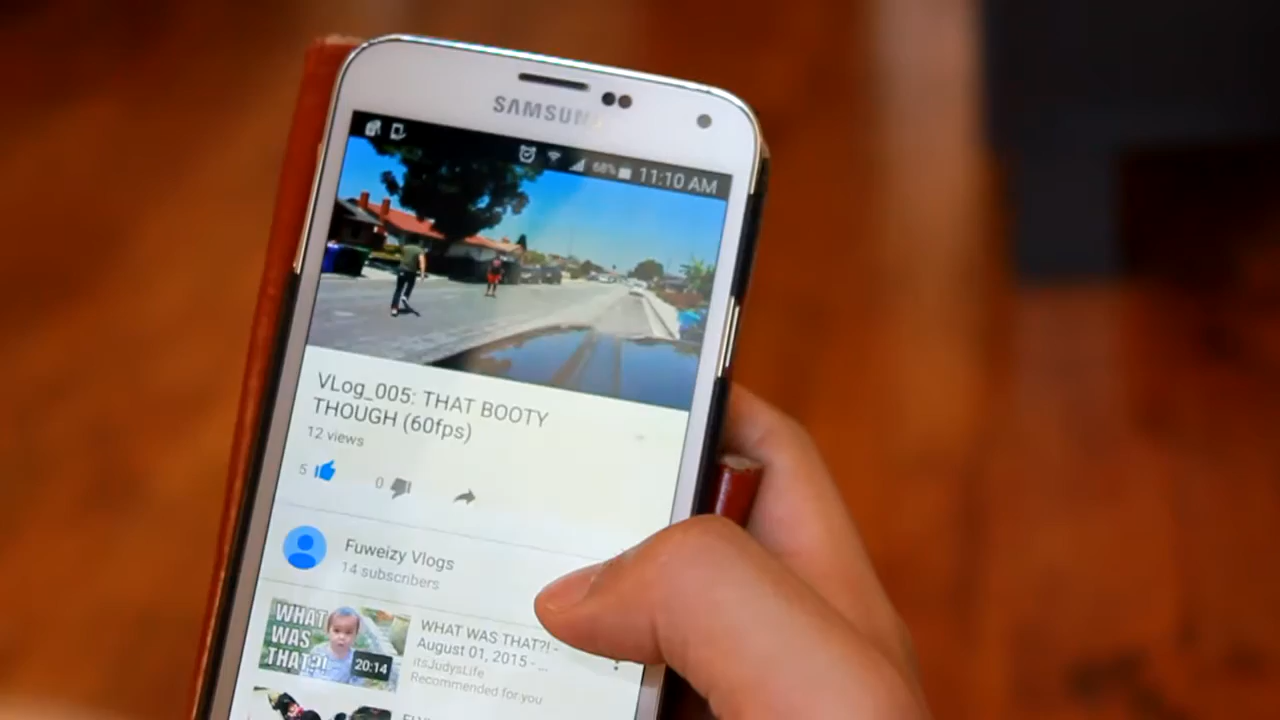 SAMSUNG
68% 11:10 AM
VLog_005: THAT BOOTY
THOUGH (60fps)
12 views
5
0
Fuweizy Vlogs
14 subscribers
WHAT
WAS
THAT?!
20:14
WHAT WAS THAT?! -
August 01, 2015 -...
itsJudysLife
Recommended for you